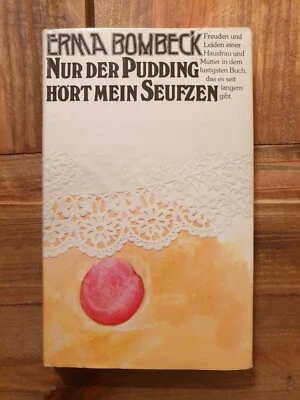 ERMA BOMBECK
NUR DER PUDDING
HÖRT MEIN SEUFZEN
Freuden und
Leiden einer
Hausfrau und
Mutter in dem
lustigsten Buch,
das es seit
langem
gibt.